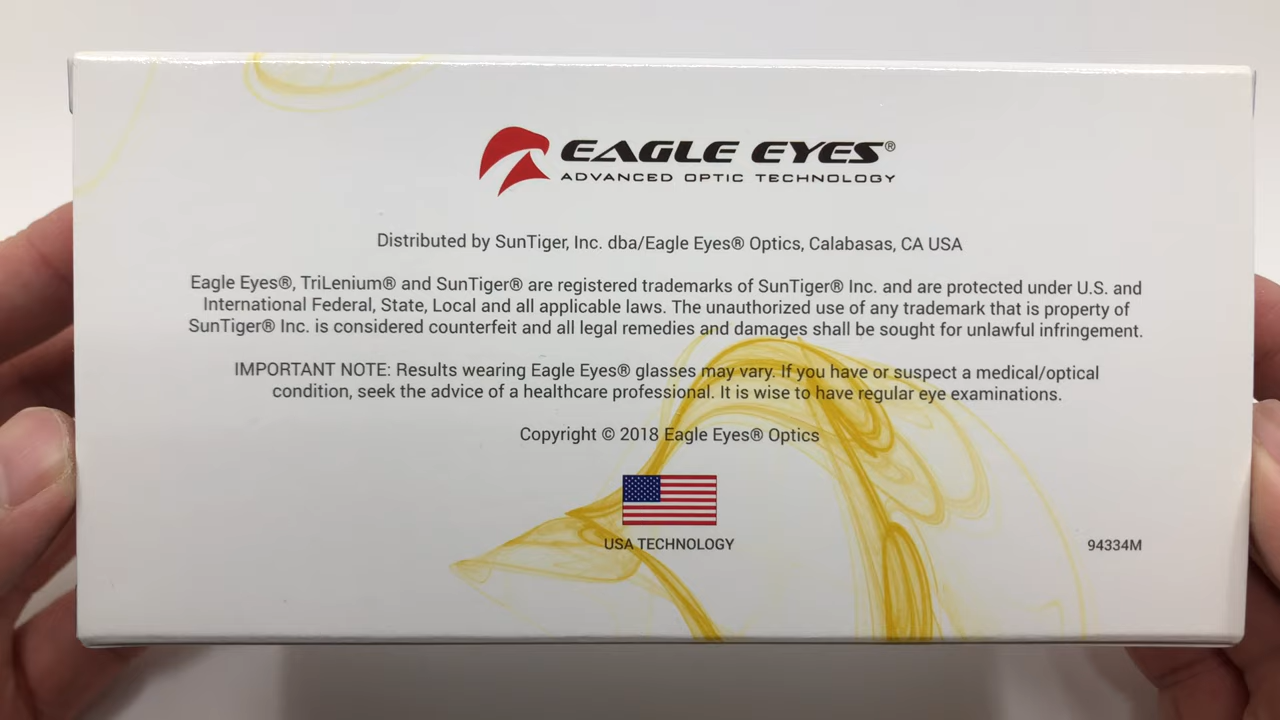 EAGLE EYES®
ADVANCED OPTIC TECHNOLOGY
Distributed by SunTiger, Inc. dba/Eagle Eyes® Optics, Calabasas, CA USA
Eagle Eyes®, TriLenium® and SunTiger® are registered trademarks of SunTiger® Inc. and are protected under U.S. and
International Federal, State, Local and all applicable laws. The unauthorized use of any trademark that is property of
SunTiger® Inc. is considered counterfeit and all legal remedies and damages shall be sought for unlawful infringement.
IMPORTANT NOTE: Results wearing Eagle Eyes® glasses may vary. If you have or suspect a medical/optical
condition, seek the advice of a healthcare professional. It is wise to have regular eye examinations.
Copyright © 2018 Eagle Eyes® Optics
USA TECHNOLOGY
94334M